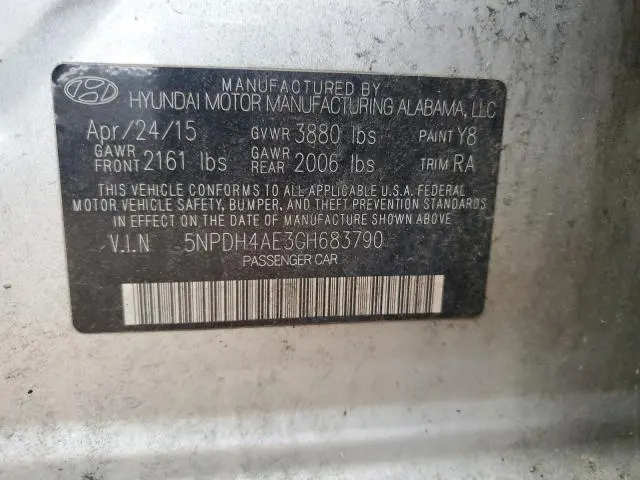 MANUFACTURED BY
HYUNDAI MOTOR MANUFACTURING ALABAMA, LLC
Apr/24/15 GVWR 3880 lbs PAINT Y8
GAWR FRONT 2161 lbs GAWR REAR 2006 lbs TRIM RA
THIS VEHICLE CONFORMS TO ALL APPLICABLE U.S.A. FEDERAL
MOTOR VEHICLE SAFETY, BUMPER, AND THEFT PREVENTION STANDARDS
IN EFFECT ON THE DATE OF MANUFACTURE SHOWN ABOVE.
V.I.N 5NPDH4AE3GH683790
PASSENGER CAR